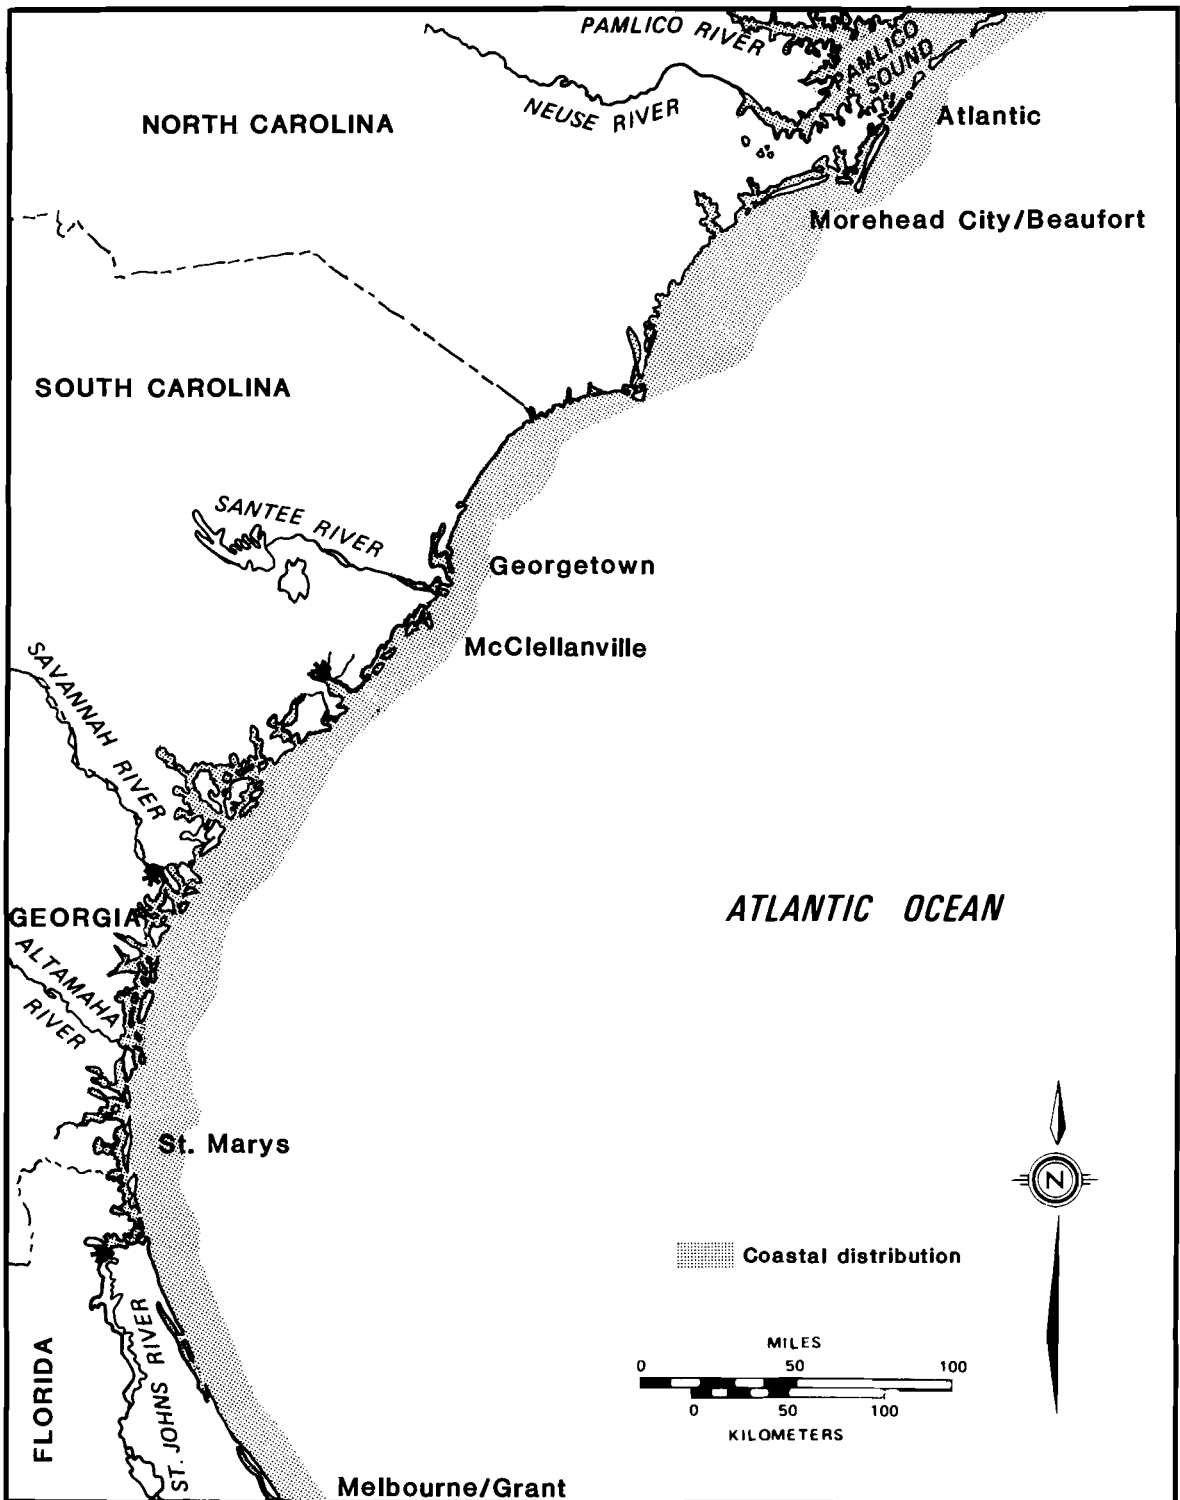 PAMLICO RIVER
PAMLICO
SOUND
NEUSE RIVER
NORTH CAROLINA
Atlantic
Morehead City/Beaufort
SOUTH CAROLINA
SANTEE RIVER
Georgetown
McClellanville
SAVANNAH RIVER
ATLANTIC OCEAN
GEORGIA
ALTAMAHA
RIVER
St. Marys
N
Coastal distribution
MILES
0 50 100
0 50 100
KILOMETERS
FLORIDA
ST. JOHNS RIVER
Melbourne/Grant